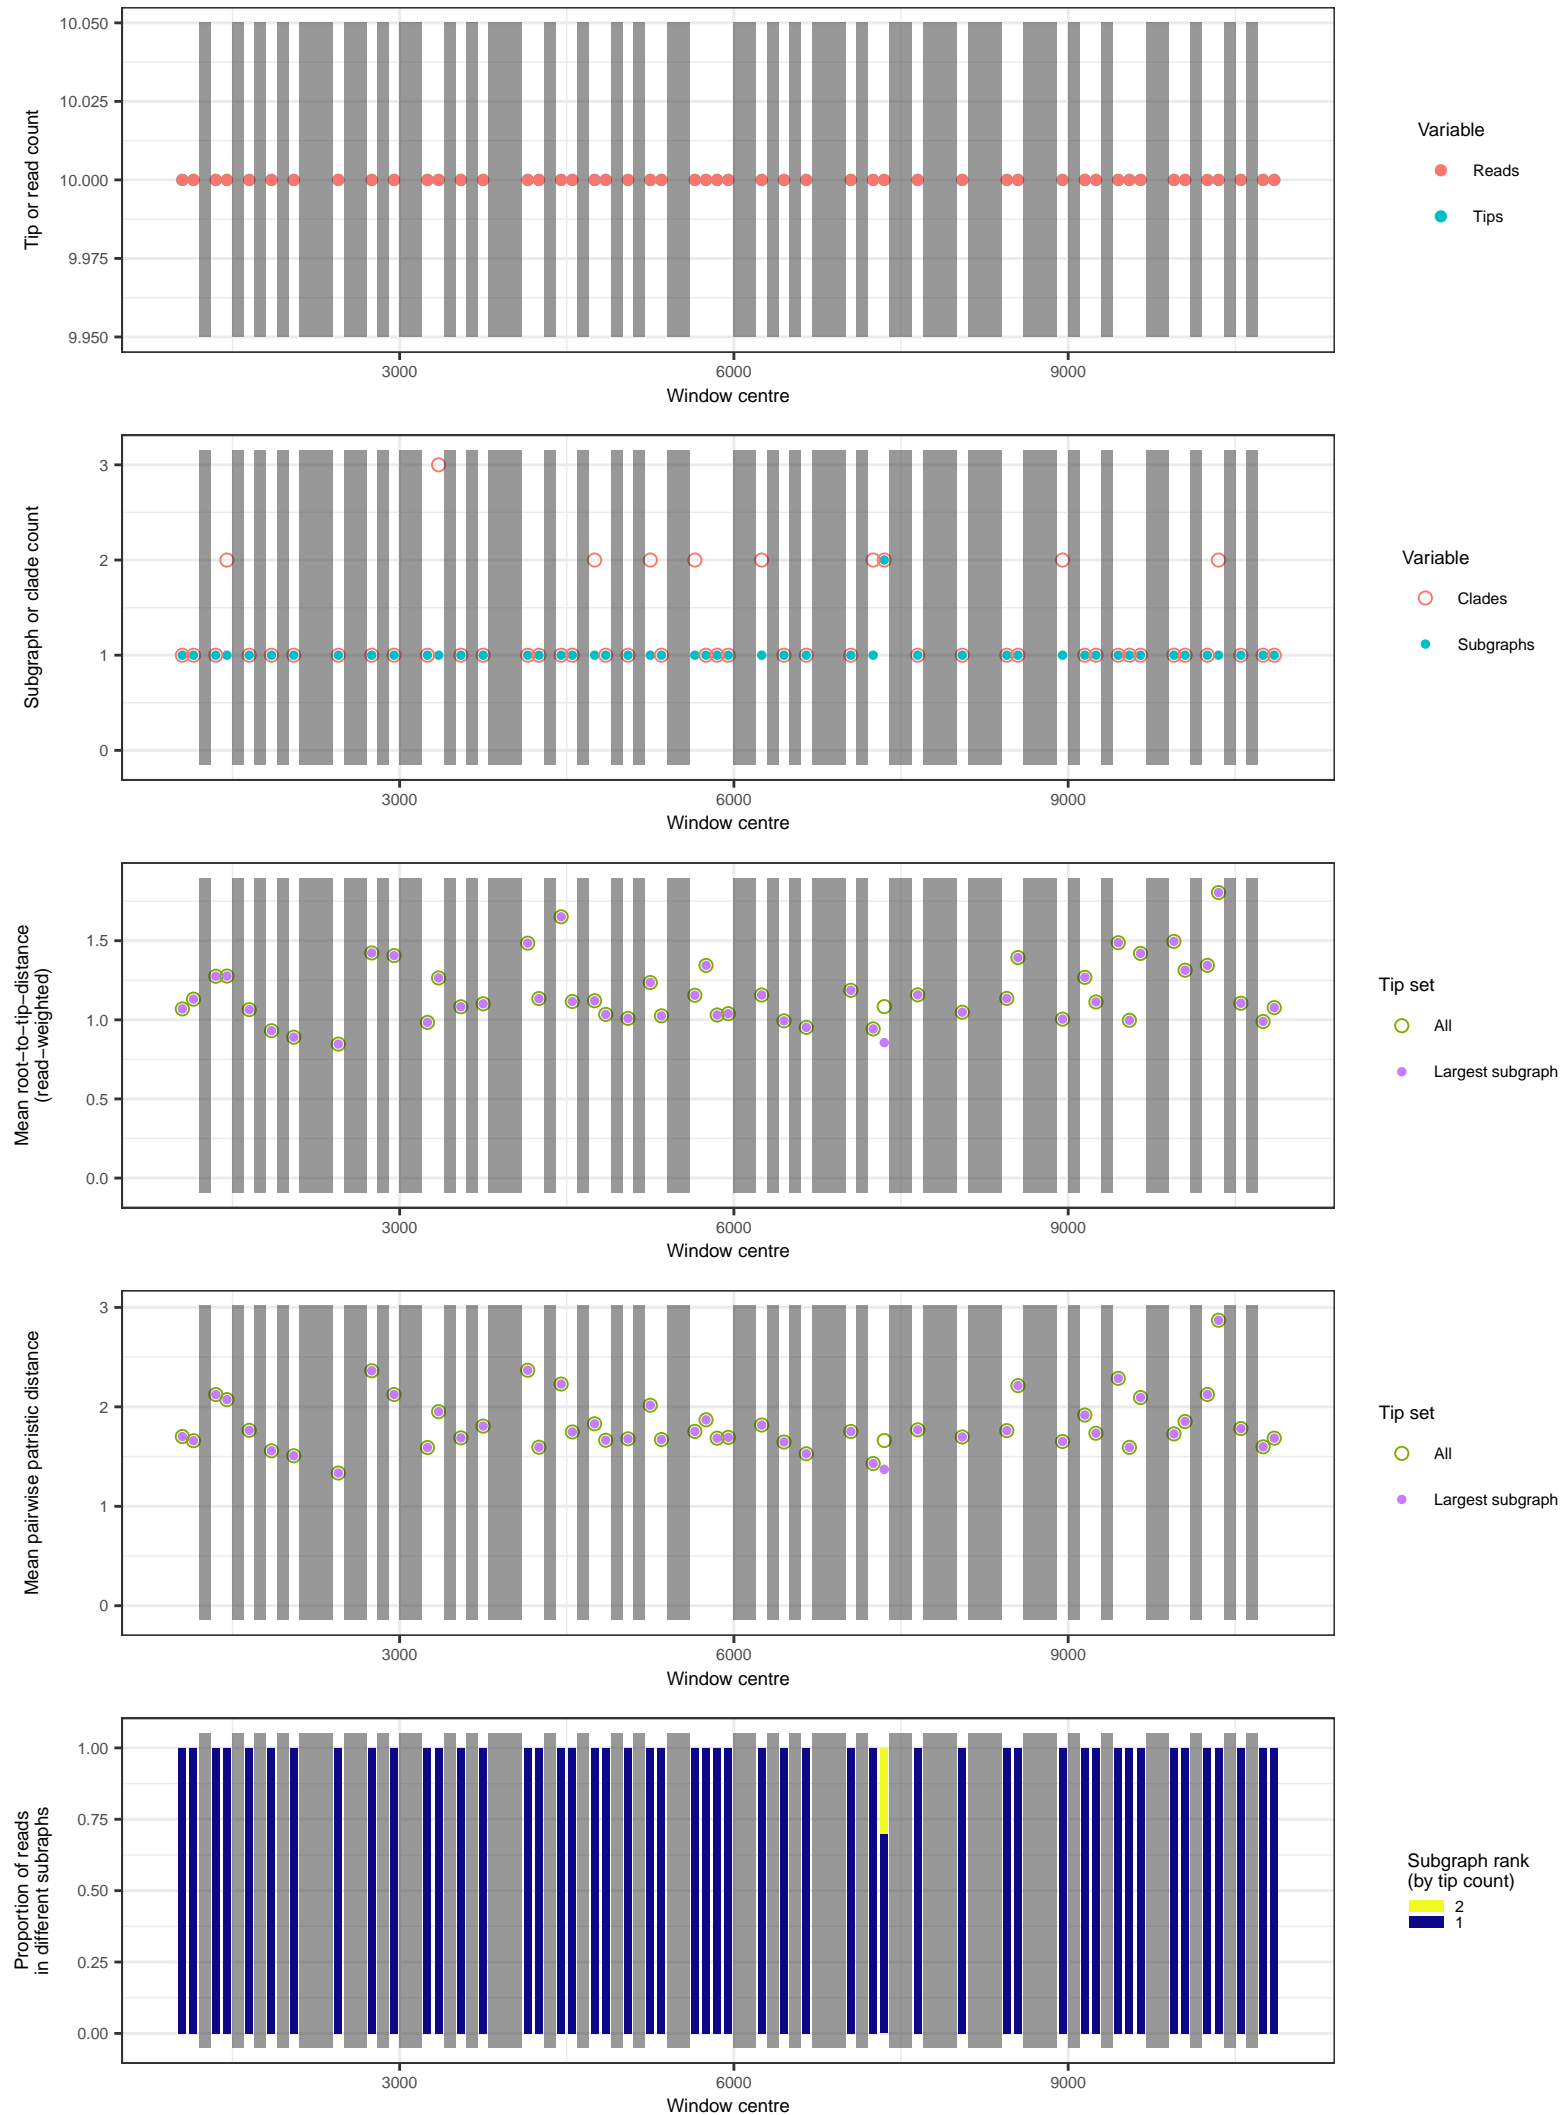 10.050
10.025
10.000
9.975
9.950
Tip or read count
3000
6000
9000
Window centre
Variable
Reads
Tips
3
2
1
0
Subgraph or clade count
3000
6000
9000
Window centre
Variable
Clades
Subgraphs
1.5
1.0
0.5
0.0
Mean root−to−tip−distance
(read−weighted)
3000
6000
9000
Window centre
Tip set
All
Largest subgraph
3
2
1
0
Mean pairwise patristic distance
3000
6000
9000
Window centre
Tip set
All
Largest subgraph
1.00
0.75
0.50
0.25
0.00
Proportion of reads
in different subraphs
3000
6000
9000
Window centre
Subgraph rank
(by tip count)
2
1